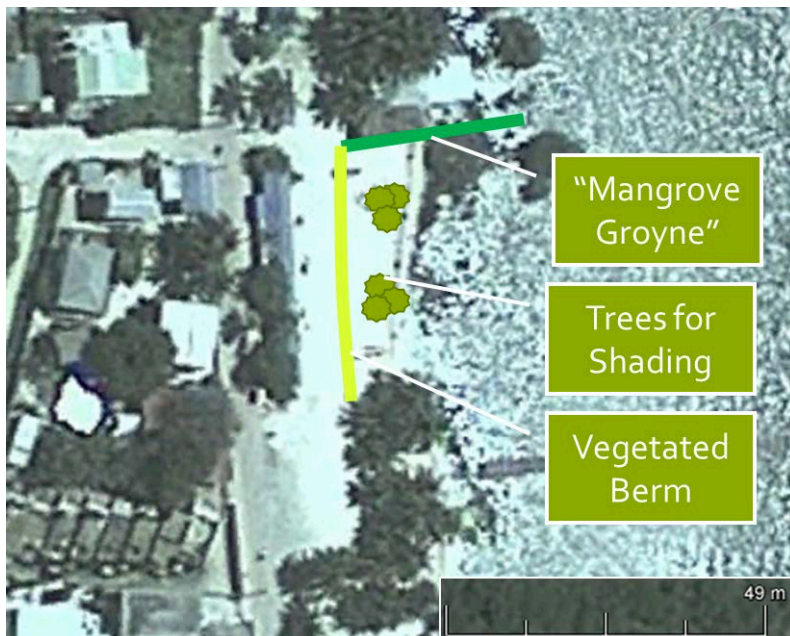 “Mangrove
Groyne”
Trees for
Shading
Vegetated
Berm
49 m